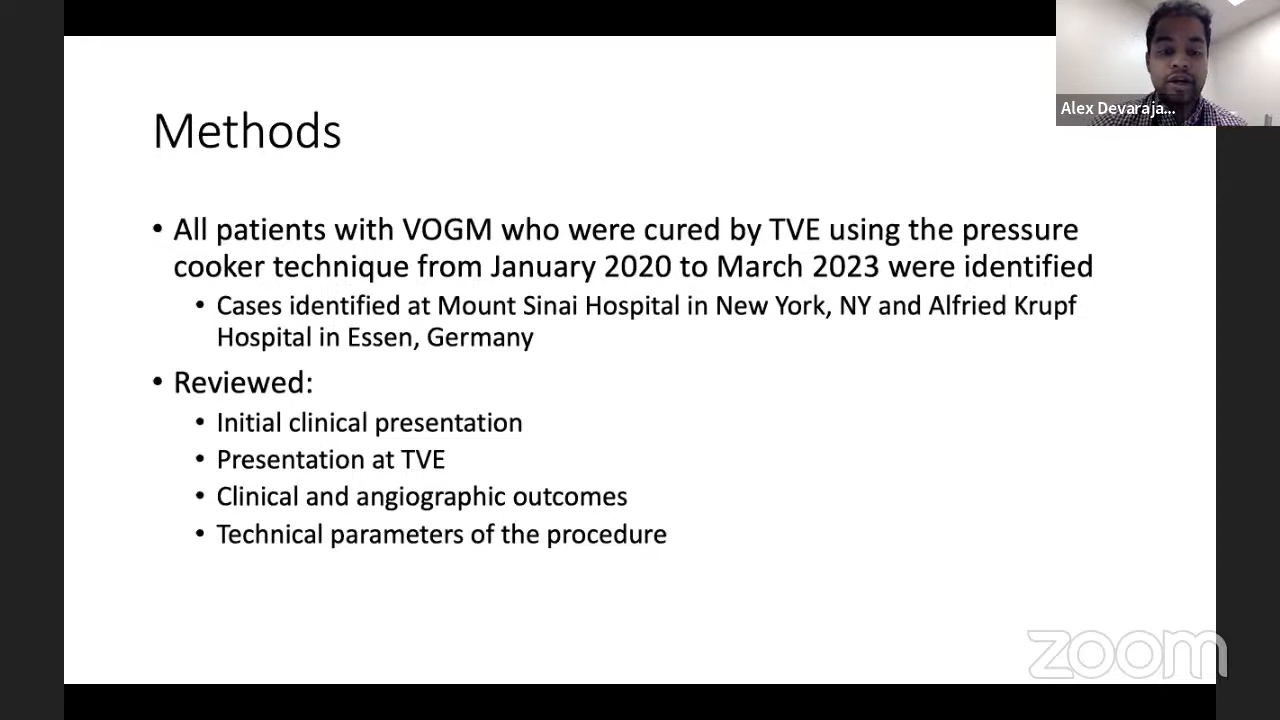 Alex Devaraja...
Methods
• All patients with VOGM who were cured by TVE using the pressure
cooker technique from January 2020 to March 2023 were identified
• Cases identified at Mount Sinai Hospital in New York, NY and Alfried Krupf
Hospital in Essen, Germany
• Reviewed:
• Initial clinical presentation
• Presentation at TVE
• Clinical and angiographic outcomes
• Technical parameters of the procedure
zoom